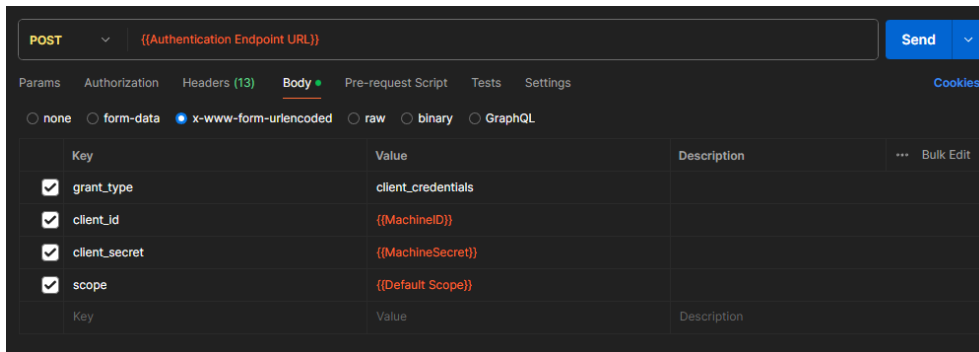 POST {{Authentication Endpoint URL}} Send
Params Authorization Headers (13) Body Pre-request Script Tests Settings Cookies
none form-data x-www-form-urlencoded raw binary GraphQL
Key Value Description ••• Bulk Edit
grant_type client_credentials
client_id {{MachineID}}
client_secret {{MachineSecret}}
scope {{Default Scope}}
Key Value Description